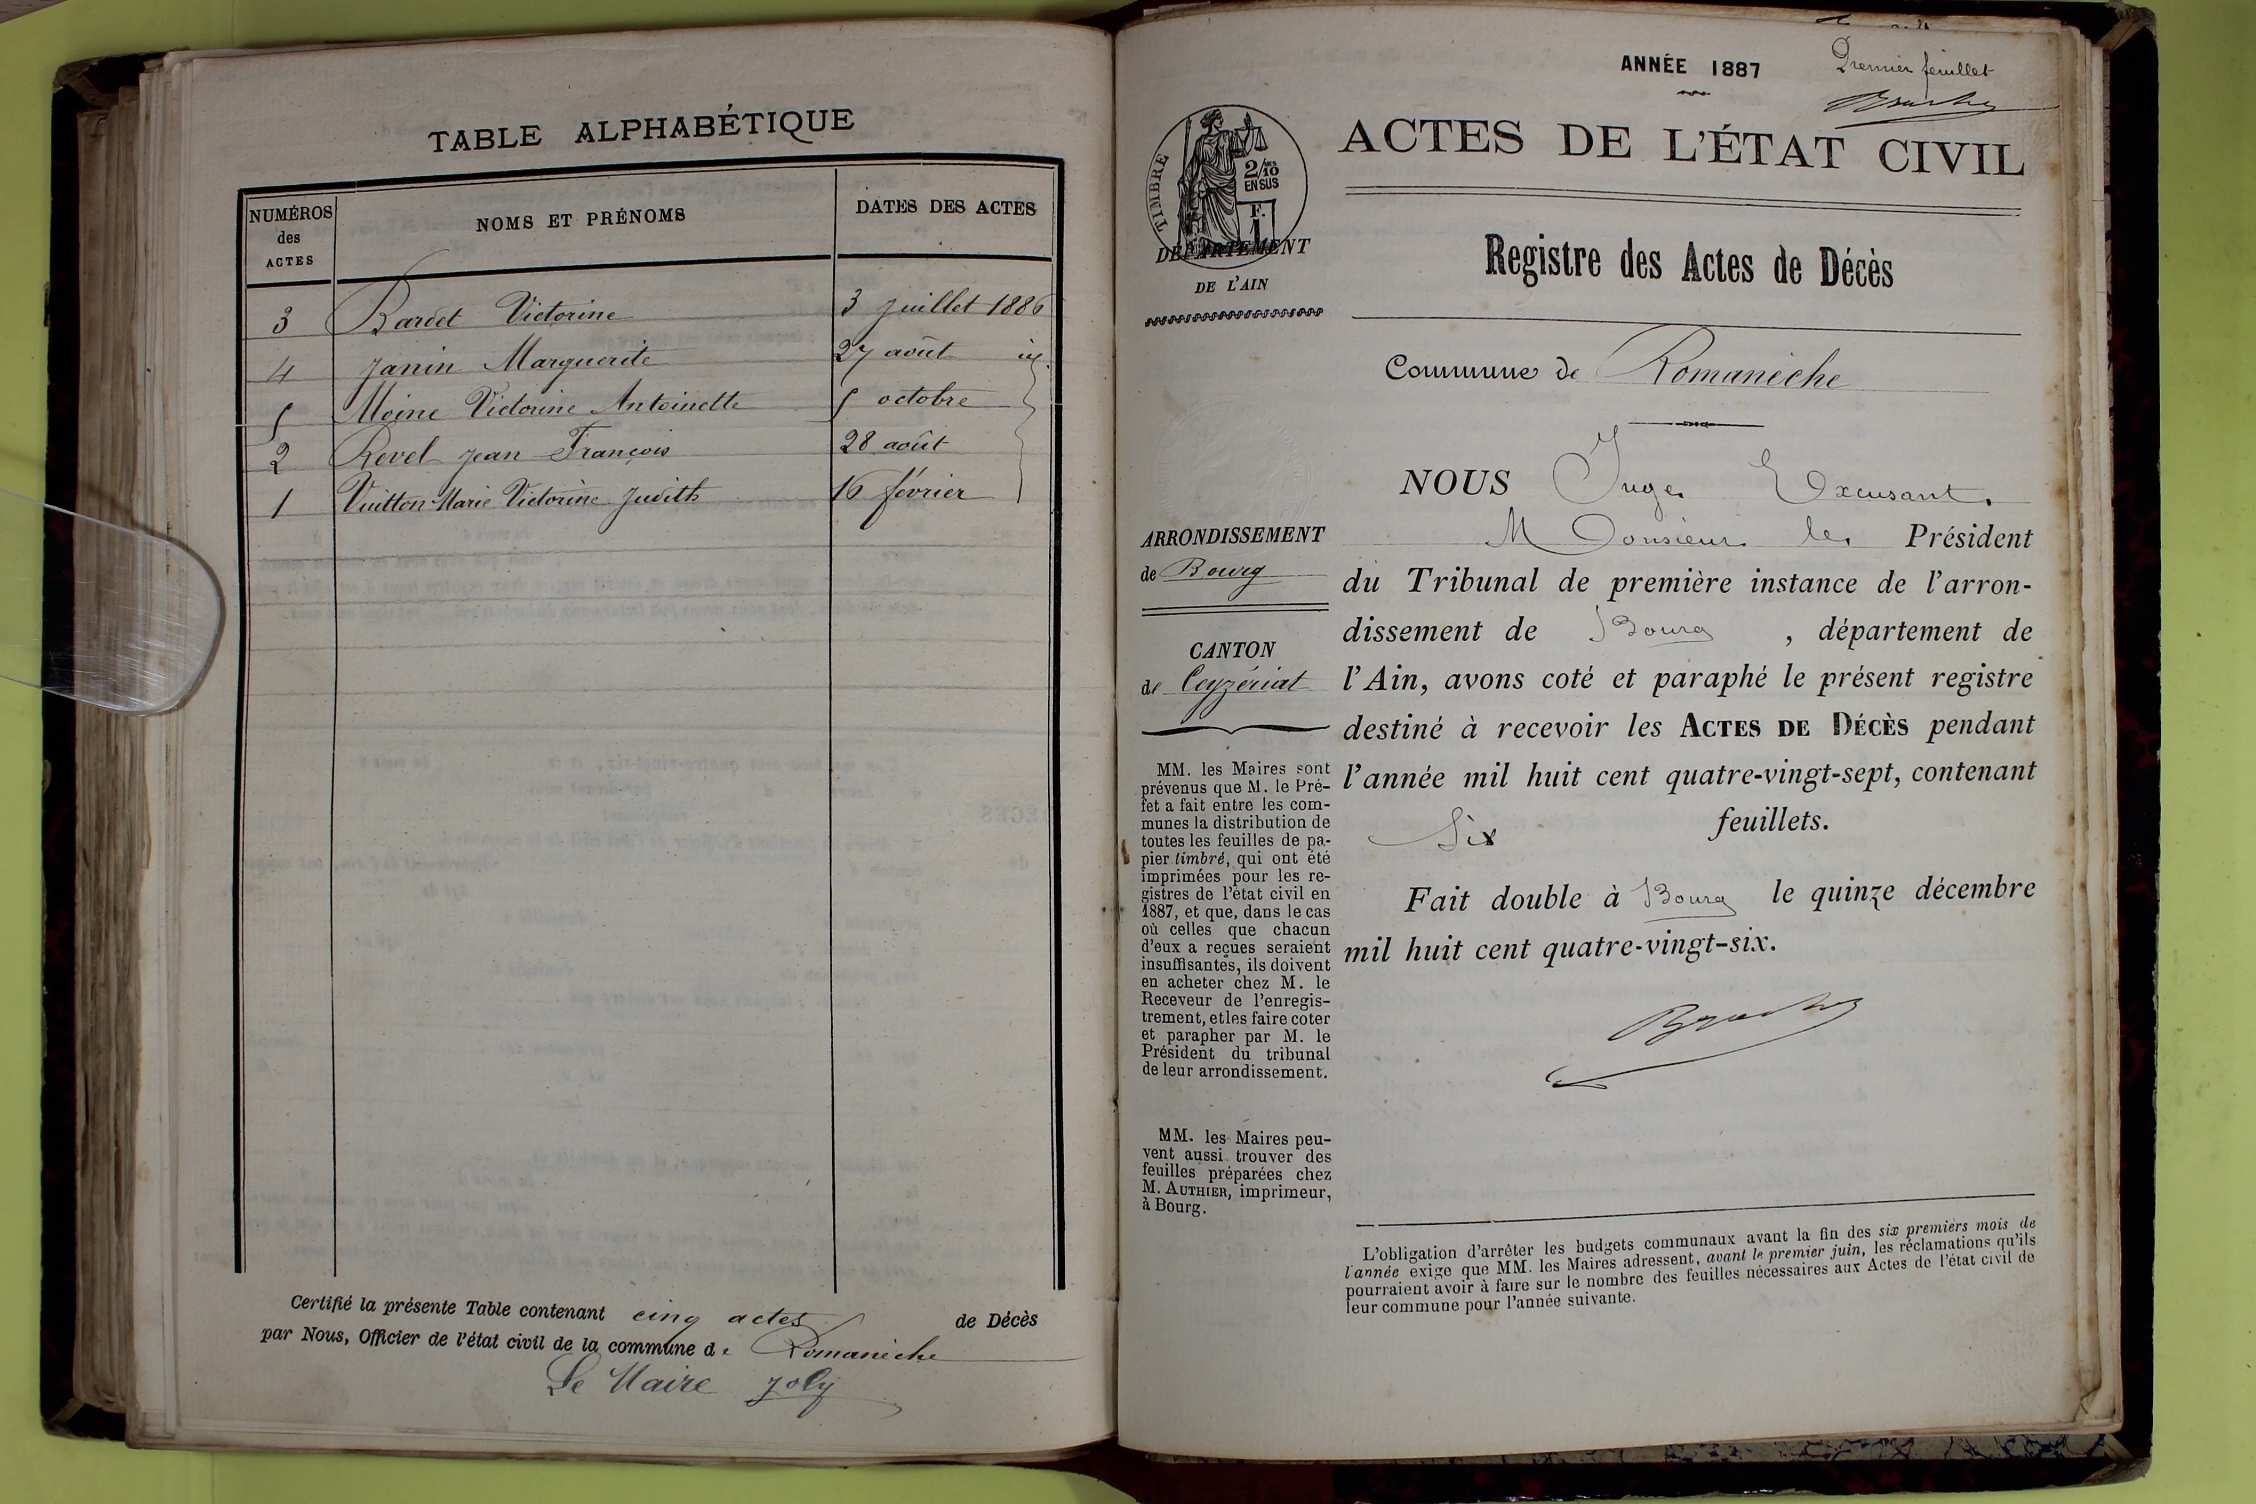 TABLE ALPHABÉTIQUE
NUMÉROS des ACTES
NOMS ET PRÉNOMS
DATES DES ACTES
3 Bardet Victorine 3 juillet 1886
4 Janin Marguerite 27 août id
5 Moine Victorine Antoinette 5 octobre
2 Revel Jean François 28 août
1 Vuitton Marie Victorine Judith 16 février
Certifié la présente Table contenant cinq actes de Décès
par Nous, Officier de l'état civil de la commune de Romanèche
Le Maire Joly
ANNÉE 1887
Premier feuillet
TIMBRE
2/10 EN SUS
F.
1
ACTES DE L'ÉTAT CIVIL
DÉPARTEMENT
DE L'AIN
Registre des Actes de Décès
Commune de Romanèche
ARRONDISSEMENT
de Bourg
CANTON
de Ceyzériat
MM. les Maires sont
prévenus que M. le Pré-
fet a fait entre les com-
munes la distribution de
toutes les feuilles de pa-
pier timbré, qui ont été
imprimées pour les re-
gistres de l'état civil en
1887, et que, dans le cas
où celles que chacun
d'eux a reçues seraient
insuffisantes, ils doivent
en acheter chez M. le
Receveur de l'enregis-
trement, et les faire coter
et parapher par M. le
Président du tribunal
de leur arrondissement.
MM. les Maires peu-
vent aussi trouver des
feuilles préparées chez
M. AUTHIER, imprimeur,
à Bourg.
NOUS Juge Excusant
Monsieur le Président
du Tribunal de première instance de l'arron-
dissement de Bourg, département de
l'Ain, avons coté et paraphé le présent registre
destiné à recevoir les ACTES DE DÉCÈS pendant
l'année mil huit cent quatre-vingt-sept, contenant
Six feuillets.
Fait double à Bourg le quinze décembre
mil huit cent quatre-vingt-six.
L'obligation d'arrêter les budgets communaux avant la fin des six premiers mois de
l'année exige que MM. les Maires adressent, avant le premier juin, les réclamations qu'ils
pourraient avoir à faire sur le nombre des feuilles nécessaires aux Actes de l'état civil de
leur commune pour l'année suivante.